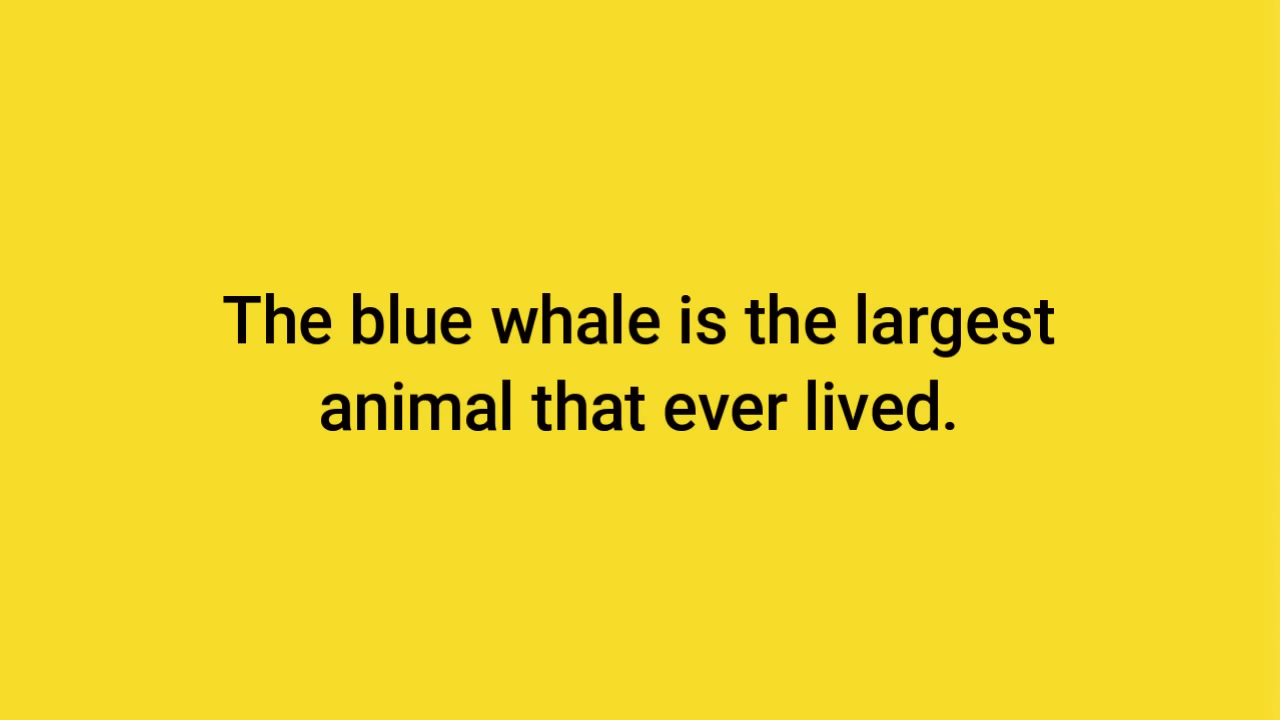 The blue whale is the largest
animal that ever lived.